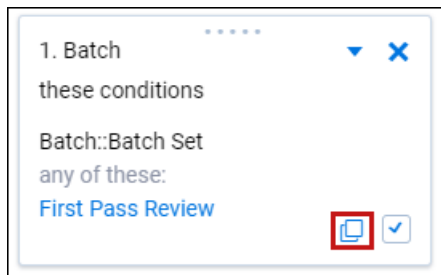 1. Batch
these conditions
Batch::Batch Set
any of these:
First Pass Review